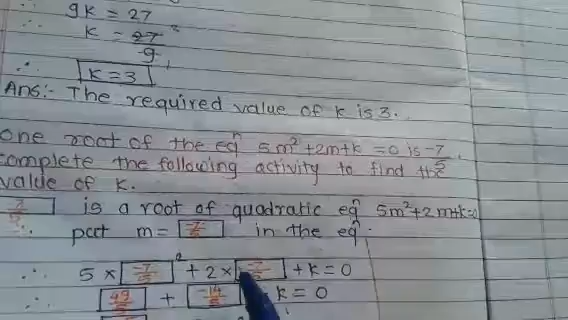 ∴ 9k = 27
∴ k = 27/9
∴ k = 3
Ans:- The required value of k is 3.
one root of the eqn 5m²+2m+k =0 is -7/5.
complete the following activity to find the
value of k.
is a root of quadratic eqn 5m²+2m+k=0
put m = -7/5 in the eqn.
∴ 5 × -7/5 ² + 2 × -7/5 + k = 0
49/5 + -14/5 + k = 0